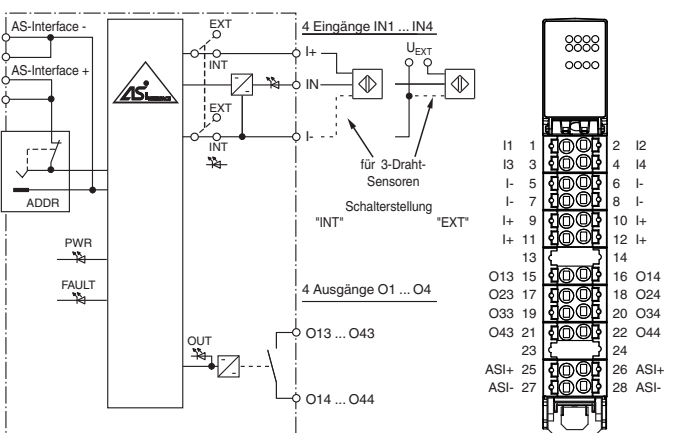 AS-Interface -
AS-Interface +
ADDR
PWR
FAULT
AS-INTERFACE
EXT
INT
EXT
INT
OUT
4 Eingänge IN1 ... IN4
I+
IN
I-
UEXT
für 3-Draht-
Sensoren
Schalterstellung
"INT" "EXT"
4 Ausgänge O1 ... O4
O13 ... O43
O14 ... O44
I1 1 2 I2
I3 3 4 I4
I- 5 6 I-
I- 7 8 I-
I+ 9 10 I+
I+ 11 12 I+
13 14
O13 15 16 O14
O23 17 18 O24
O33 19 20 O34
O43 21 22 O44
23 24
ASI+ 25 26 ASI+
ASI- 27 28 ASI-